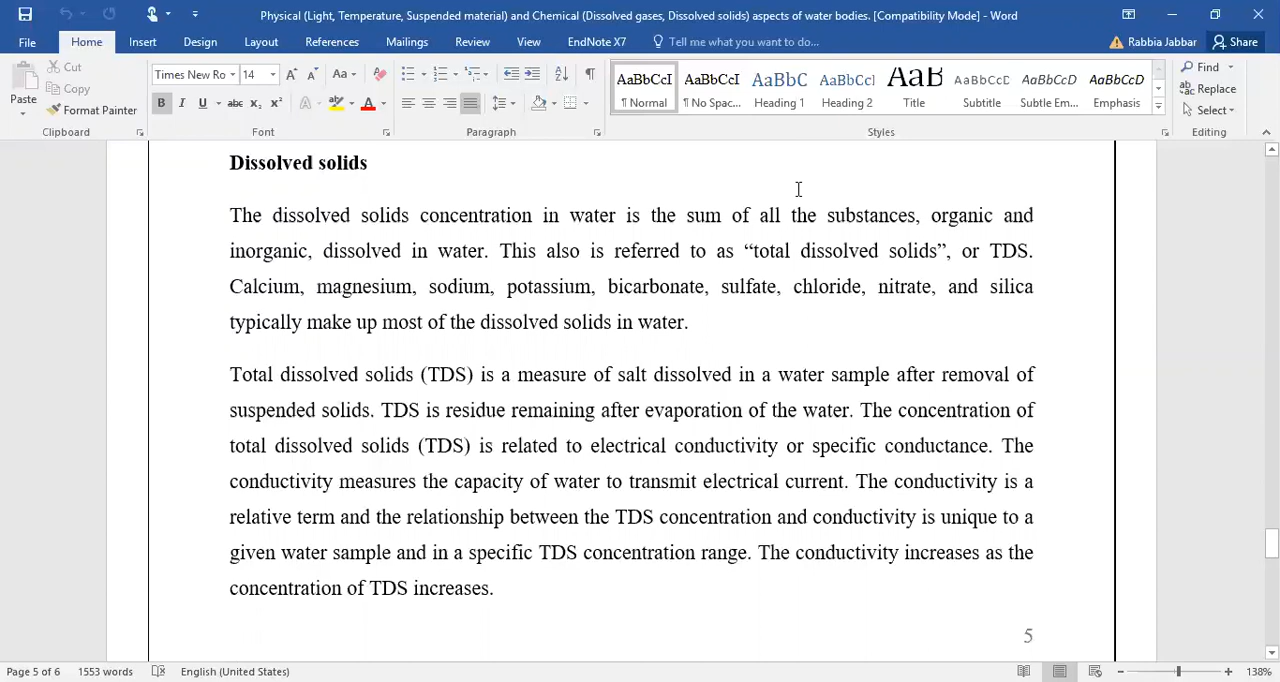 Physical (Light, Temperature, Suspended material) and Chemical (Dissolved gases, Dissolved solids) aspects of water bodies. [Compatibility Mode] - Word
File Home Insert Design Layout References Mailings Review View EndNote X7 Tell me what you want to do... Rabbia Jabbar Share
Paste
Cut
Copy
Format Painter
Clipboard
Times New Ro 14
Font
Paragraph
AaBbCcI AaBbCcI AaBbC AaBbCcI AaB AaBbCcD AaBbCcD AaBbCcD
¶ Normal ¶ No Spac... Heading 1 Heading 2 Title Subtitle Subtle Em... Emphasis
Styles
Find
Replace
Select
Editing
Dissolved solids
The dissolved solids concentration in water is the sum of all the substances, organic and
inorganic, dissolved in water. This also is referred to as “total dissolved solids”, or TDS.
Calcium, magnesium, sodium, potassium, bicarbonate, sulfate, chloride, nitrate, and silica
typically make up most of the dissolved solids in water.
Total dissolved solids (TDS) is a measure of salt dissolved in a water sample after removal of
suspended solids. TDS is residue remaining after evaporation of the water. The concentration of
total dissolved solids (TDS) is related to electrical conductivity or specific conductance. The
conductivity measures the capacity of water to transmit electrical current. The conductivity is a
relative term and the relationship between the TDS concentration and conductivity is unique to a
given water sample and in a specific TDS concentration range. The conductivity increases as the
concentration of TDS increases.
5
Page 5 of 6 1553 words English (United States) 138%